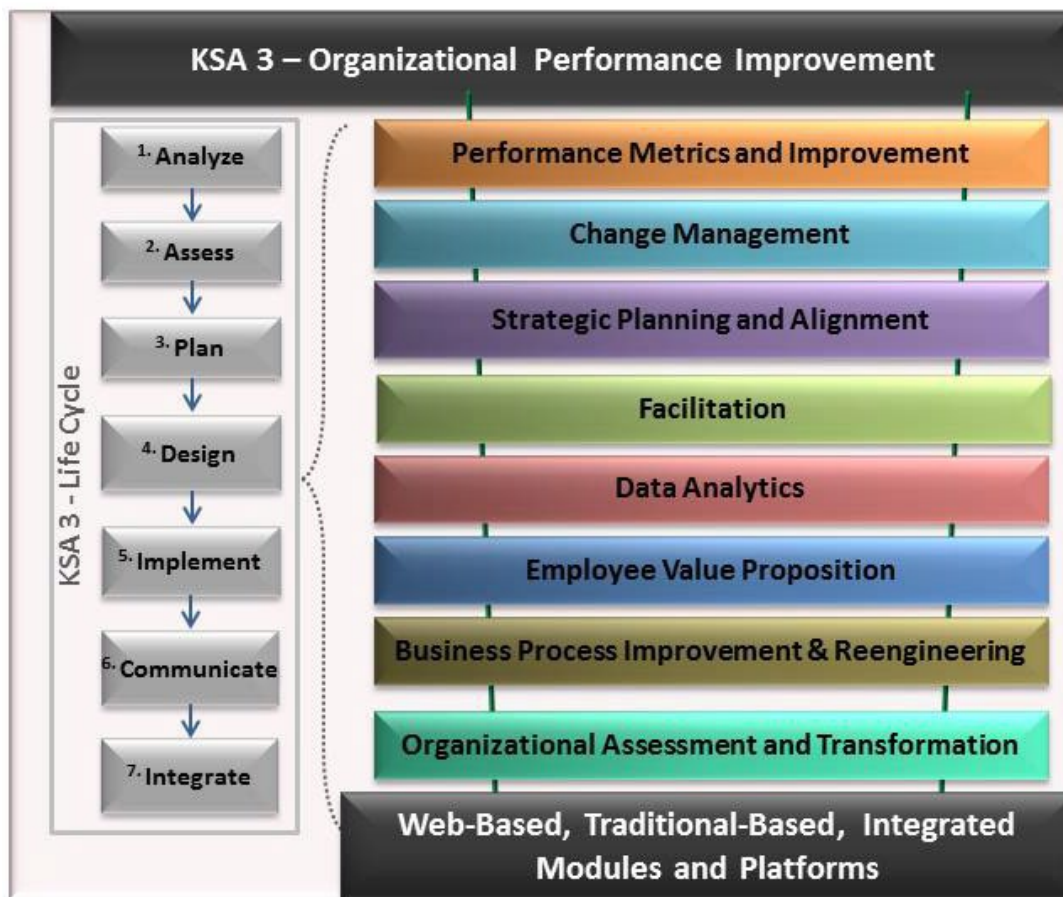 KSA 3 – Organizational Performance Improvement
KSA 3 - Life Cycle
1. Analyze
2. Assess
3. Plan
4. Design
5. Implement
6. Communicate
7. Integrate
Performance Metrics and Improvement
Change Management
Strategic Planning and Alignment
Facilitation
Data Analytics
Employee Value Proposition
Business Process Improvement & Reengineering
Organizational Assessment and Transformation
Web-Based, Traditional-Based, Integrated
Modules and Platforms